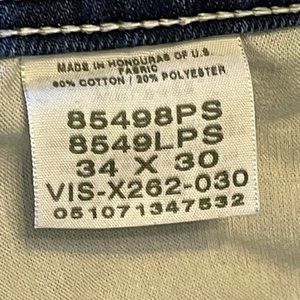 MADE IN HONDURAS OF U.S.
FABRIC
80% COTTON / 20% POLYESTER
85498PS
8549LPS
34 X 30
VIS-X262-030
051071347532